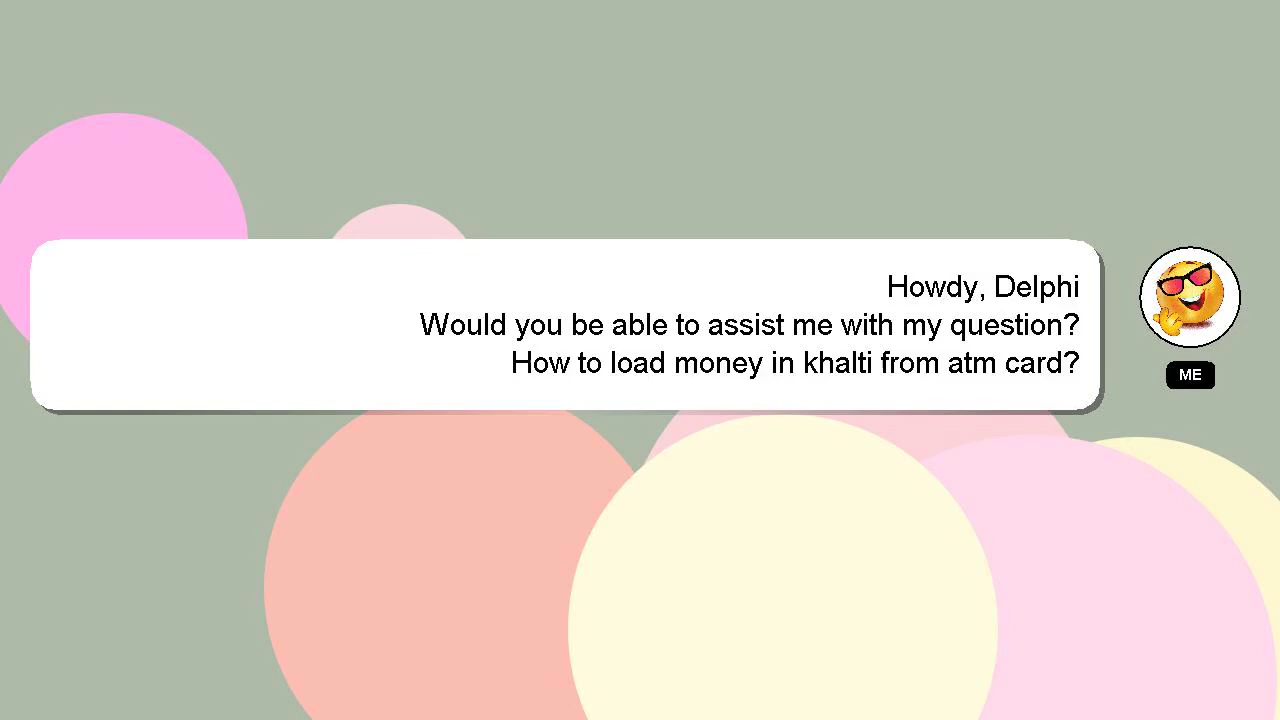 Howdy, Delphi
Would you be able to assist me with my question?
How to load money in khalti from atm card?
ME